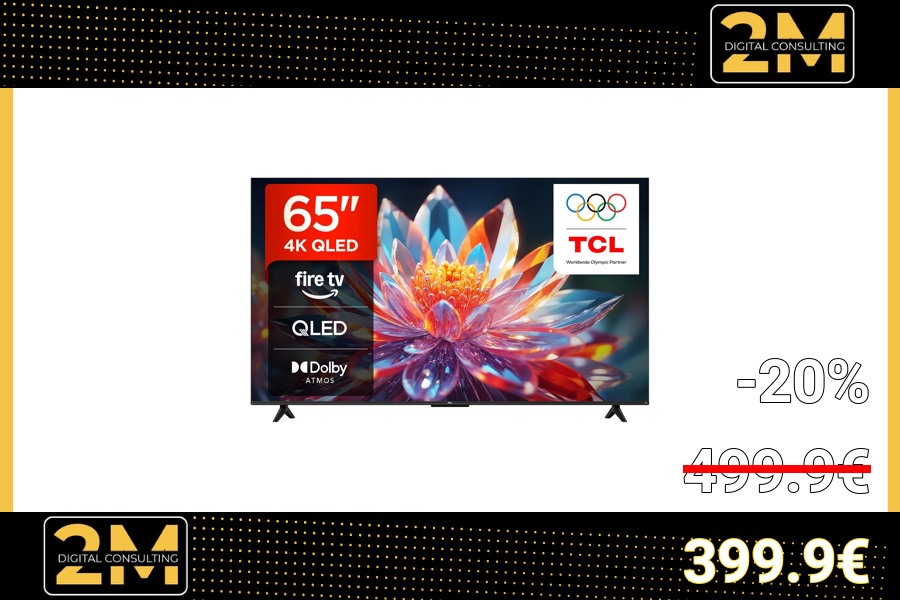 2M
DIGITAL CONSULTING
65"
4K QLED
fire tv
QLED
Dolby
ATMOS
TCL
Worldwide Olympic Partner
-20%
499.9€
2M
DIGITAL CONSULTING
399.9€